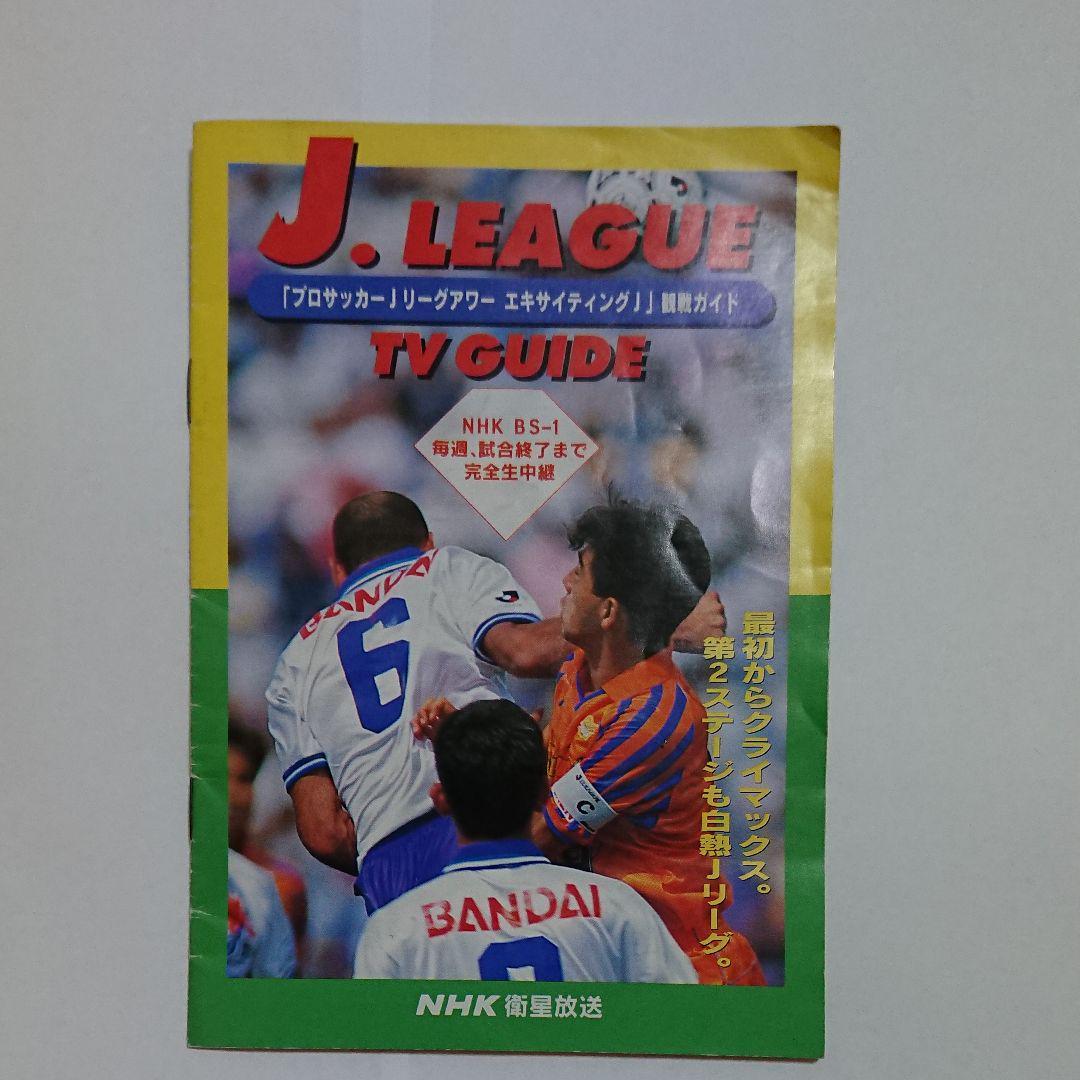 J. LEAGUE
「プロサッカーJリーグアワー エキサイティングJ」観戦ガイド
TV GUIDE
NHK BS-1
毎週、試合終了まで
完全生中継
BANDAI
6
C
BANDAI
最初からクライマックス。
第2ステージも白熱Jリーグ。
NHK 衛星放送